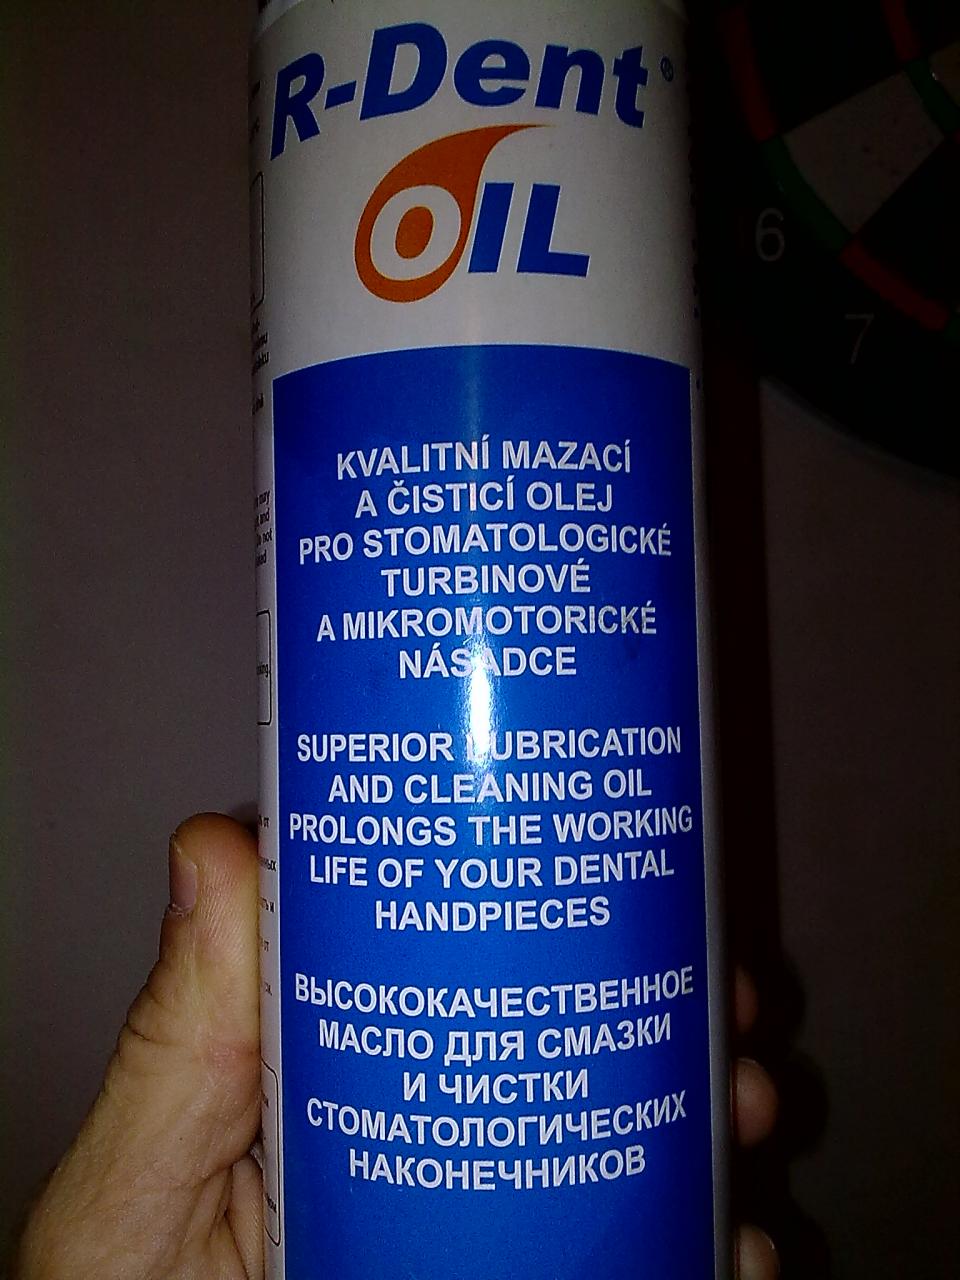 R-Dent®
OIL
KVALITNÍ MAZACÍ
A ČISTICÍ OLEJ
PRO STOMATOLOGICKÉ
TURBINOVÉ
A MIKROMOTORICKÉ
NÁSADCE
SUPERIOR LUBRICATION
AND CLEANING OIL
PROLONGS THE WORKING
LIFE OF YOUR DENTAL
HANDPIECES
ВЫСОКОКАЧЕСТВЕННОЕ
МАСЛО ДЛЯ СМАЗКИ
И ЧИСТКИ
СТОМАТОЛОГИЧЕСКИХ
НАКОНЕЧНИКОВ
6
7